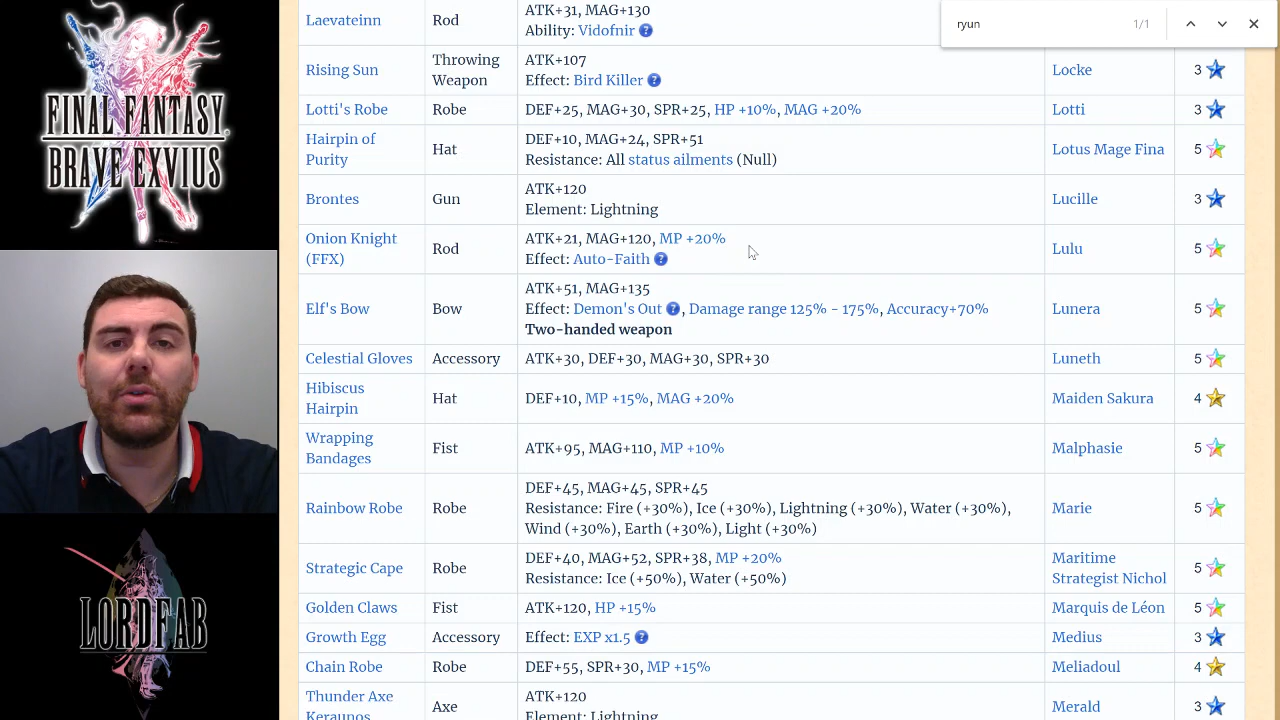 FINAL FANTASY
BRAVE EXVIUS
LORDFAB
ryun
1/1
Laevateinn
Rod
ATK+31, MAG+130
Ability: Vidofnir
Rising Sun
Throwing
Weapon
ATK+107
Effect: Bird Killer
Locke
3
Lotti's Robe
Robe
DEF+25, MAG+30, SPR+25, HP +10%, MAG +20%
Lotti
3
Hairpin of
Purity
Hat
DEF+10, MAG+24, SPR+51
Resistance: All status ailments (Null)
Lotus Mage Fina
5
Brontes
Gun
ATK+120
Element: Lightning
Lucille
3
Onion Knight
(FFX)
Rod
ATK+21, MAG+120, MP +20%
Effect: Auto-Faith
Lulu
5
Elf's Bow
Bow
ATK+51, MAG+135
Effect: Demon's Out , Damage range 125% - 175%, Accuracy+70%
Two-handed weapon
Lunera
5
Celestial Gloves
Accessory
ATK+30, DEF+30, MAG+30, SPR+30
Luneth
5
Hibiscus
Hairpin
Hat
DEF+10, MP +15%, MAG +20%
Maiden Sakura
4
Wrapping
Bandages
Fist
ATK+95, MAG+110, MP +10%
Malphasie
5
Rainbow Robe
Robe
DEF+45, MAG+45, SPR+45
Resistance: Fire (+30%), Ice (+30%), Lightning (+30%), Water (+30%),
Wind (+30%), Earth (+30%), Light (+30%)
Marie
5
Strategic Cape
Robe
DEF+40, MAG+52, SPR+38, MP +20%
Resistance: Ice (+50%), Water (+50%)
Maritime
Strategist Nichol
5
Golden Claws
Fist
ATK+120, HP +15%
Marquis de Léon
5
Growth Egg
Accessory
Effect: EXP x1.5
Medius
3
Chain Robe
Robe
DEF+55, SPR+30, MP +15%
Meliadoul
4
Thunder Axe
Keraunos
Axe
ATK+120
Element: Lightning
Merald
3